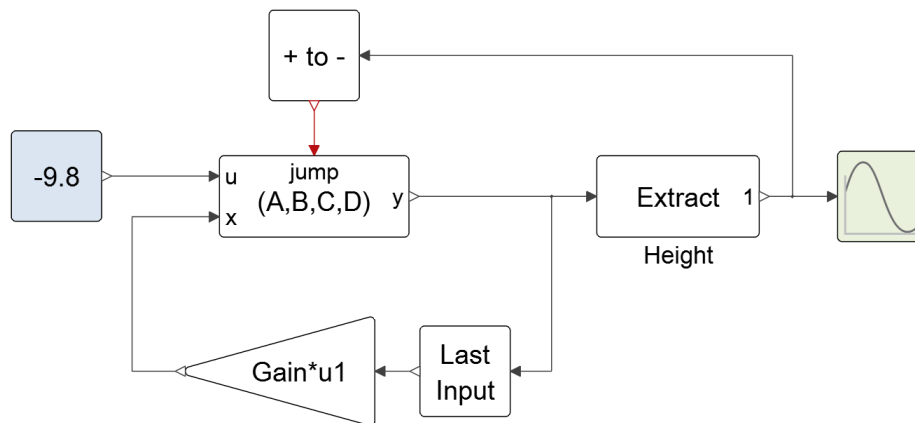 + to -
-9.8
u
jump
(A,B,C,D)
y
x
Extract
1
Height
Gain*u1
Last
Input